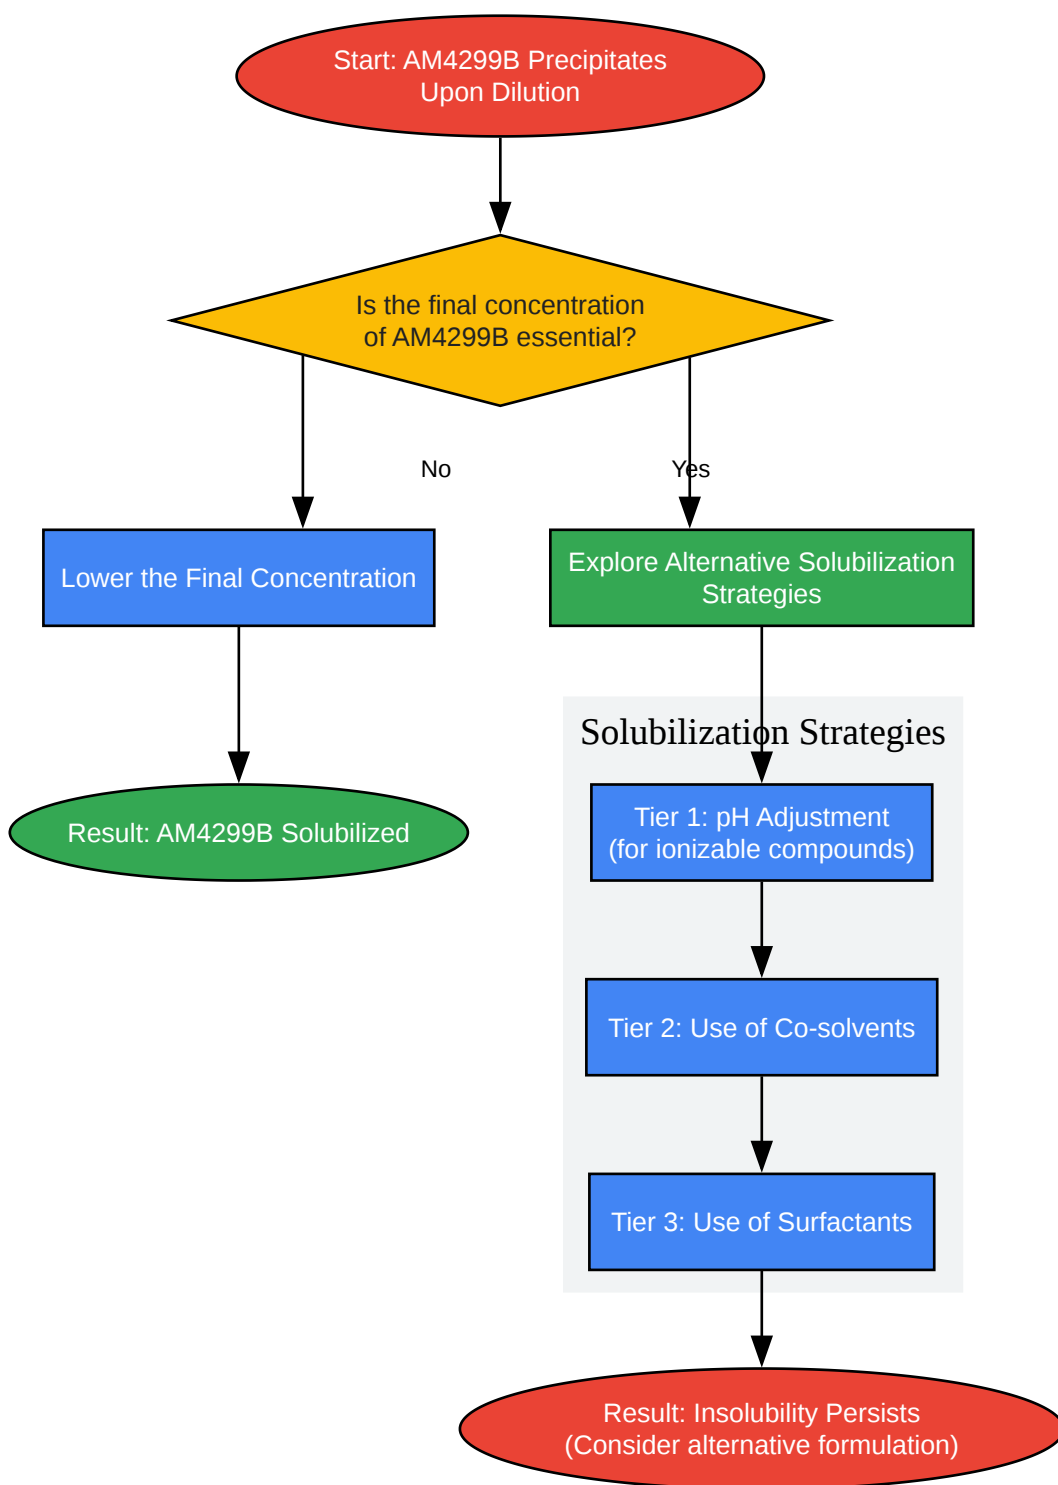 Start: AM4299B Precipitates
Upon Dilution
Is the final concentration
of AM4299B essential?
No
Yes
Lower the Final Concentration
Explore Alternative Solubilization
Strategies
Result: AM4299B Solubilized
Solubilization Strategies
Tier 1: pH Adjustment
(for ionizable compounds)
Tier 2: Use of Co-solvents
Tier 3: Use of Surfactants
Result: Insolubility Persists
(Consider alternative formulation)